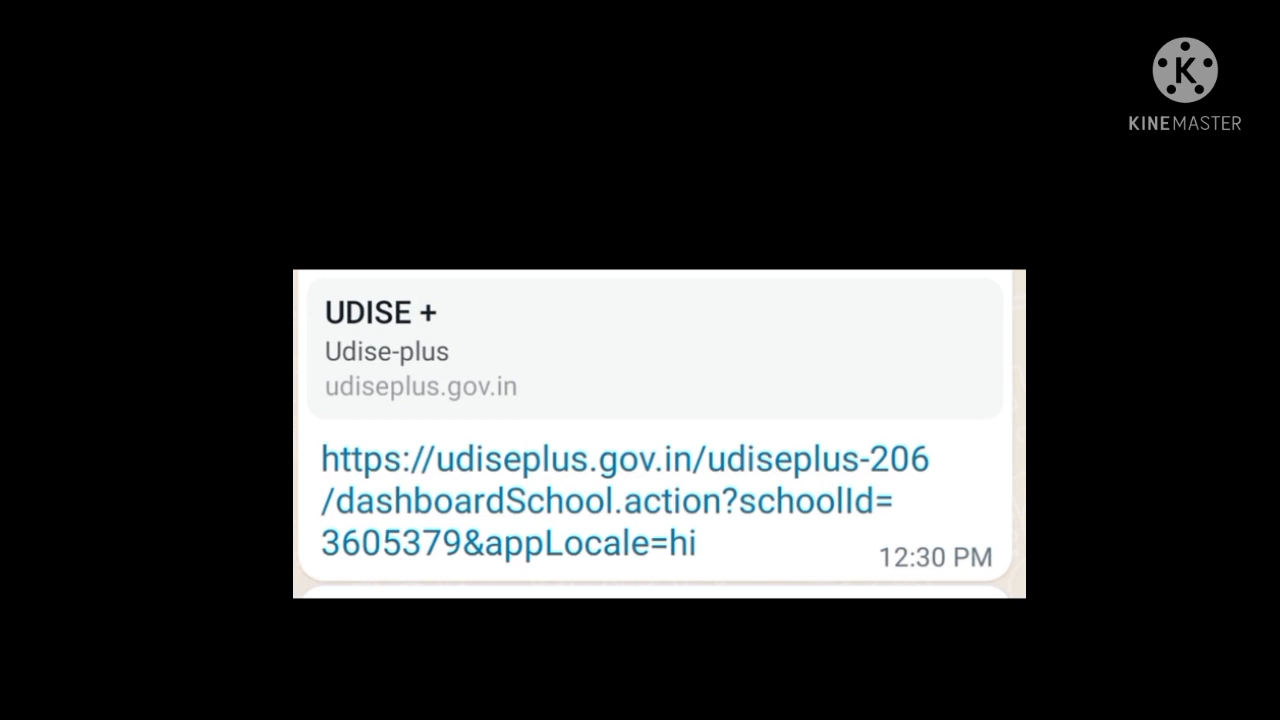 K
KINEMASTER
UDISE +
Udise-plus
udiseplus.gov.in
https://udiseplus.gov.in/udiseplus-206
/dashboardSchool.action?schoolId=
3605379&appLocale=hi
12:30 PM